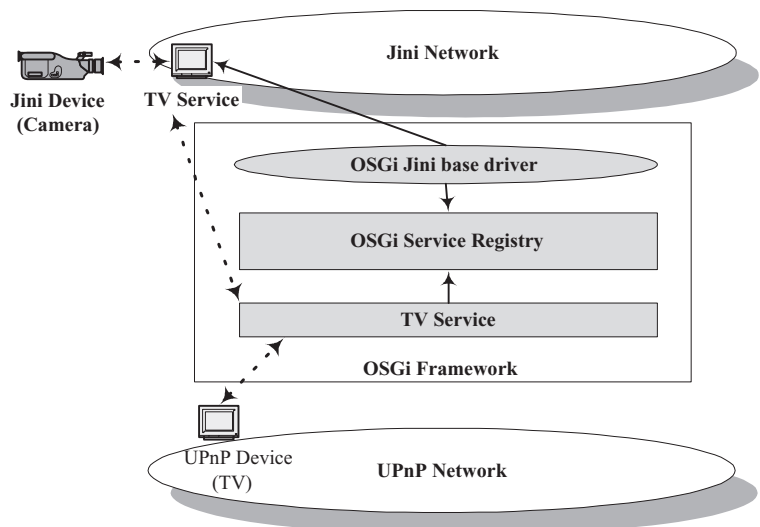 Jini Network
Jini Device
(Camera)
TV Service
OSGi Jini base driver
OSGi Service Registry
TV Service
OSGi Framework
UPnP Device
(TV)
UPnP Network